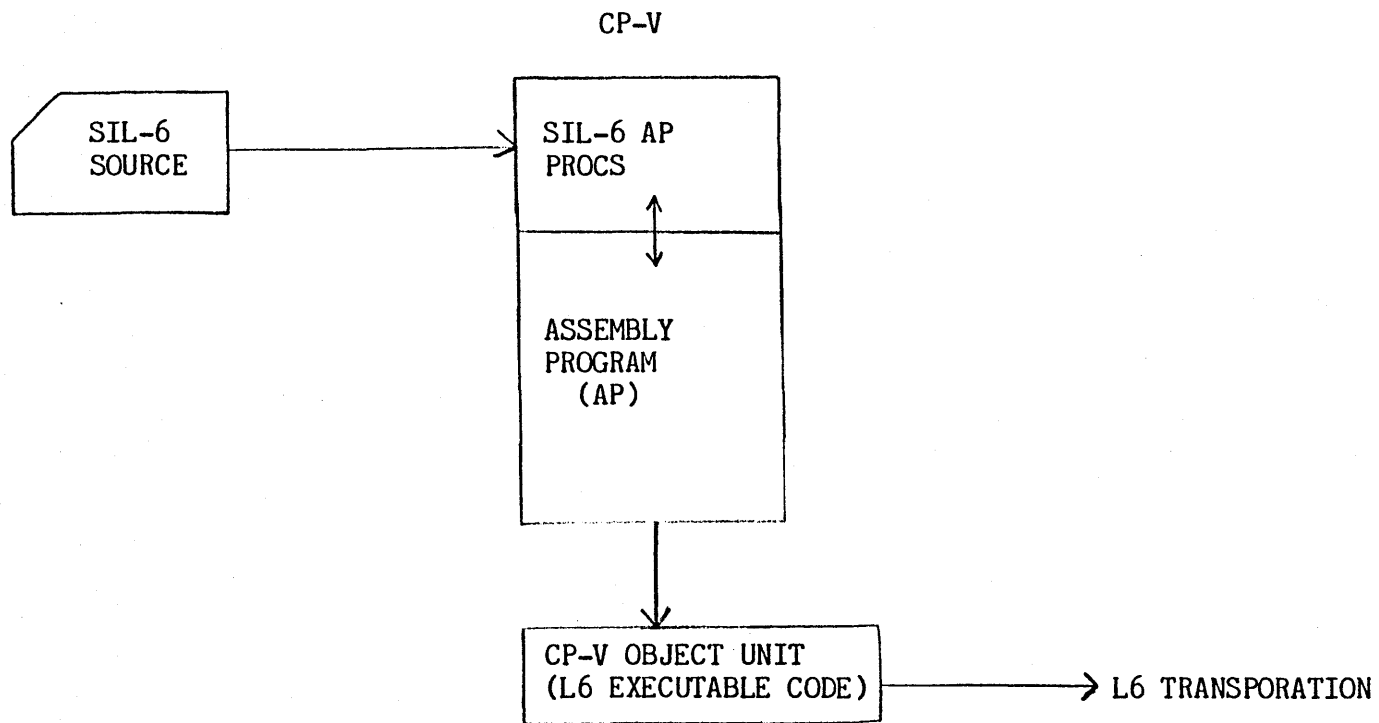 CP-V
SIL-6
SOURCE
SIL-6 AP
PROCS
ASSEMBLY
PROGRAM
(AP)
CP-V OBJECT UNIT
(L6 EXECUTABLE CODE)
L6 TRANSPORATION